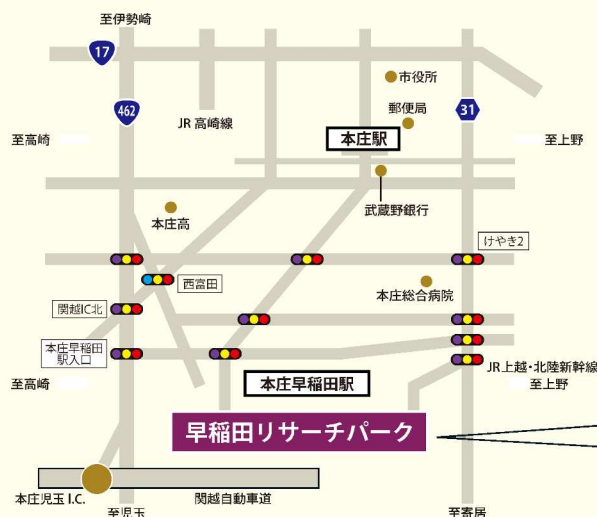 至伊勢崎
17
462
市役所
郵便局
31
JR高崎線
至高崎
本庄駅
至上野
武蔵野銀行
本庄高
けやき2
西富田
本庄総合病院
関越IC北
本庄早稲田
駅入口
JR上越・北陸新幹線
至高崎
本庄早稲田駅
至上野
早稲田リサーチパーク
本庄児玉 I.C.
関越自動車道
至児玉
至寄居